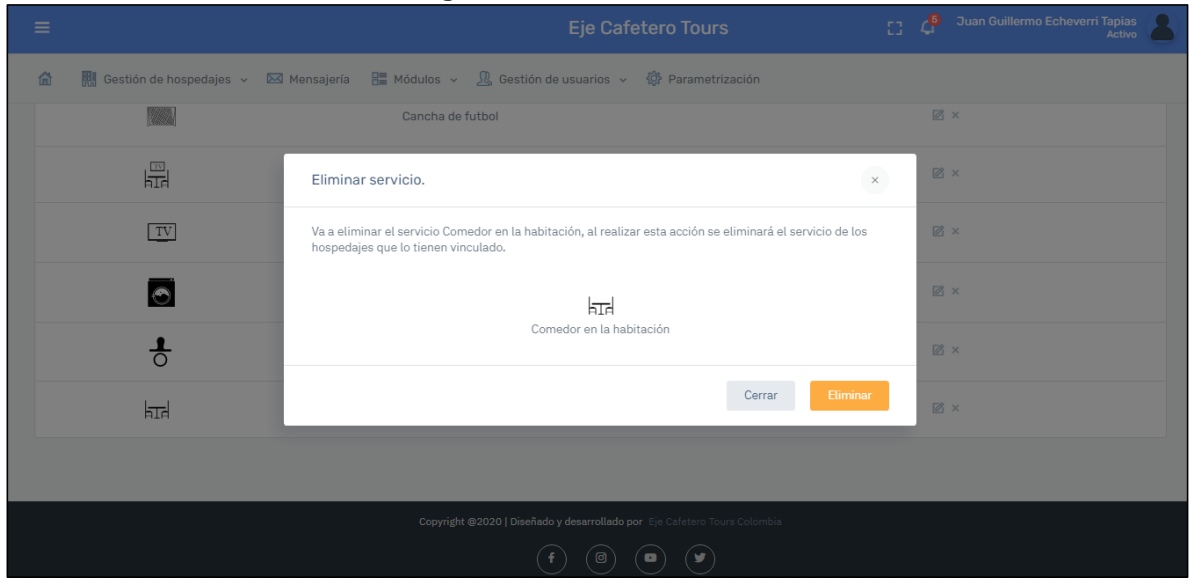 Eje Cafetero Tours
5
Juan Guillermo Echeverri Tapias
Activo
Gestión de hospedajes
Mensajería
Módulos
Gestión de usuarios
Parametrización
Cancha de futbol
TV
TV
Eliminar servicio.
Va a eliminar el servicio Comedor en la habitación, al realizar esta acción se eliminará el servicio de los
hospedajes que lo tienen vinculado.
Comedor en la habitación
Cerrar
Eliminar
Copyright @2020 | Diseñado y desarrollado por Eje Cafetero Tours Colombia